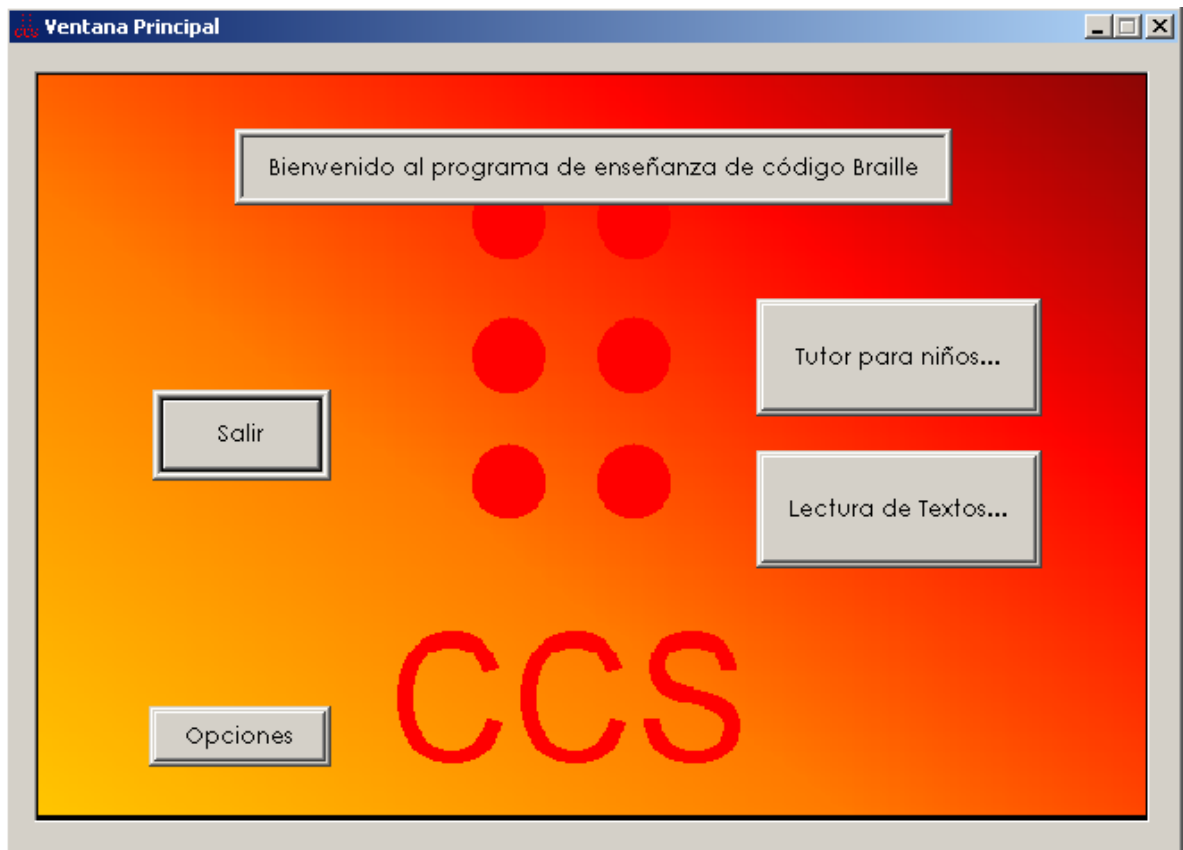 Ventana Principal
Bienvenido al programa de enseñanza de código Braille
Tutor para niños...
Salir
Lectura de Textos...
CCS
Opciones